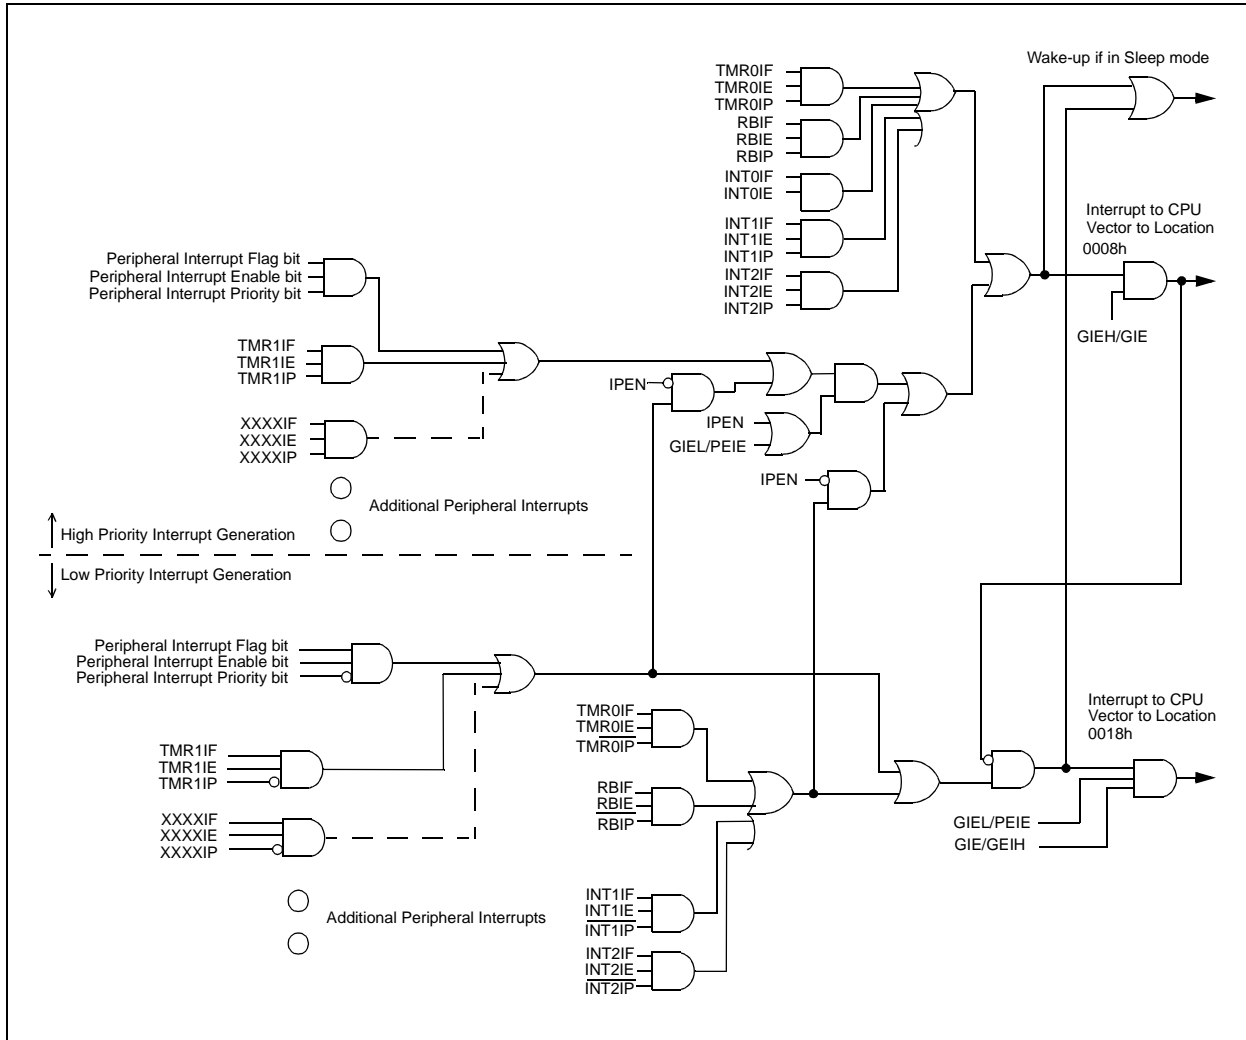 Wake-up if in Sleep mode
TMR0IF
TMR0IE
TMR0IP
RBIF
RBIE
RBIP
INT0IF
INT0IE
INT1IF
INT1IE
INT1IP
INT2IF
INT2IE
INT2IP
Interrupt to CPU
Vector to Location
0008h
GIEH/GIE
Peripheral Interrupt Flag bit
Peripheral Interrupt Enable bit
Peripheral Interrupt Priority bit
TMR1IF
TMR1IE
TMR1IP
XXXXIF
XXXXIE
XXXXIP
IPEN
IPEN
GIEL/PEIE
IPEN
Additional Peripheral Interrupts
High Priority Interrupt Generation
Low Priority Interrupt Generation
Peripheral Interrupt Flag bit
Peripheral Interrupt Enable bit
Peripheral Interrupt Priority bit
TMR1IF
TMR1IE
TMR1IP
XXXXIF
XXXXIE
XXXXIP
Additional Peripheral Interrupts
TMR0IF
TMR0IE
TMR0IP
RBIF
RBIE
RBIP
INT1IF
INT1IE
INT1IP
INT2IF
INT2IE
INT2IP
Interrupt to CPU
Vector to Location
0018h
GIEL/PEIE
GIE/GEIH